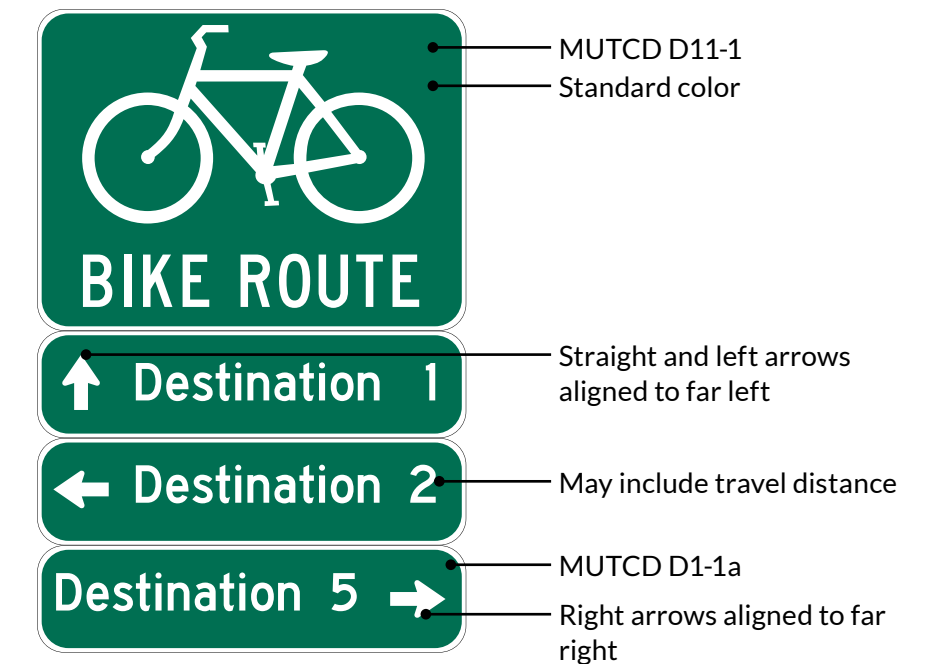 MUTCD D11-1
Standard color
BIKE ROUTE
Straight and left arrows
aligned to far left
Destination 1
Destination 2
May include travel distance
MUTCD D1-1a
Destination 5
Right arrows aligned to far
right